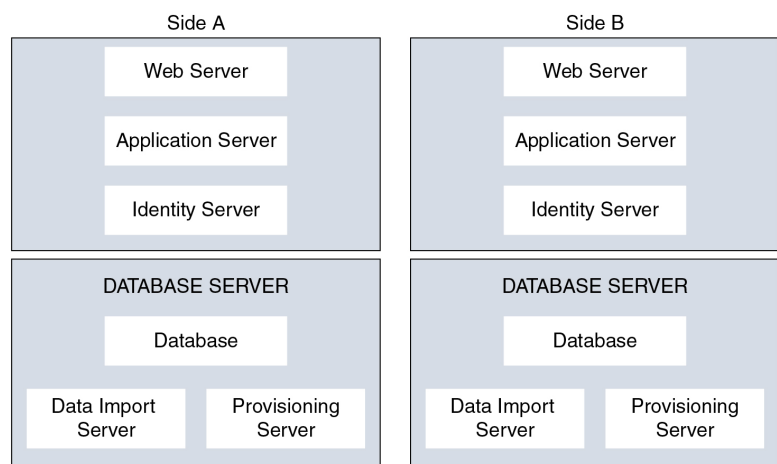 Side A
Web Server
Application Server
Identity Server
DATABASE SERVER
Database
Data Import
Server
Provisioning
Server
Side B
Web Server
Application Server
Identity Server
DATABASE SERVER
Database
Data Import
Server
Provisioning
Server